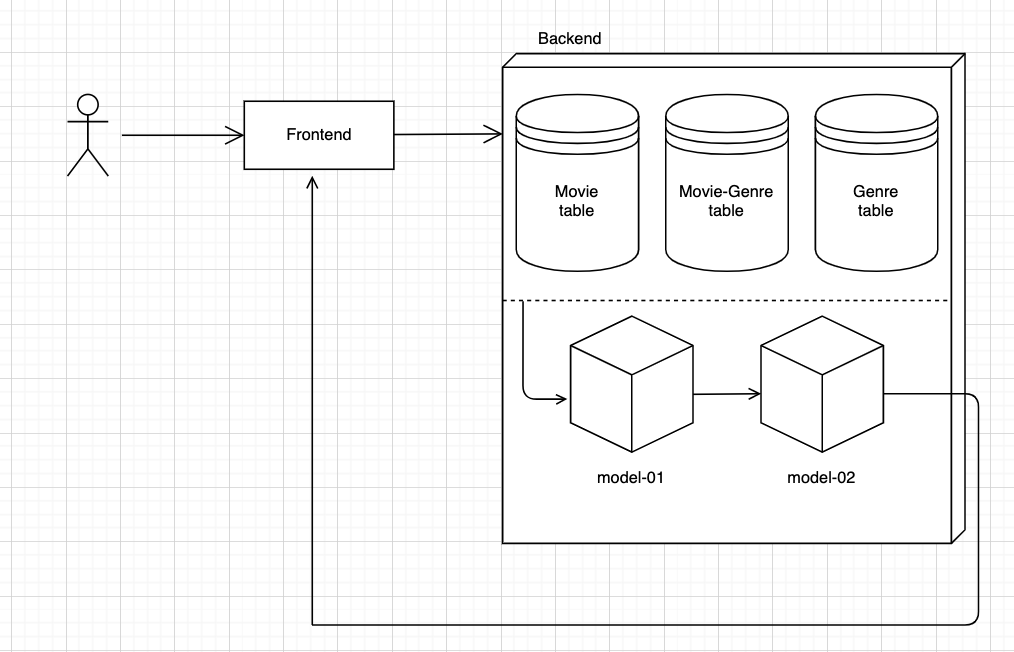 Backend
Frontend
Movie
table
Movie-Genre
table
Genre
table
model-01
model-02